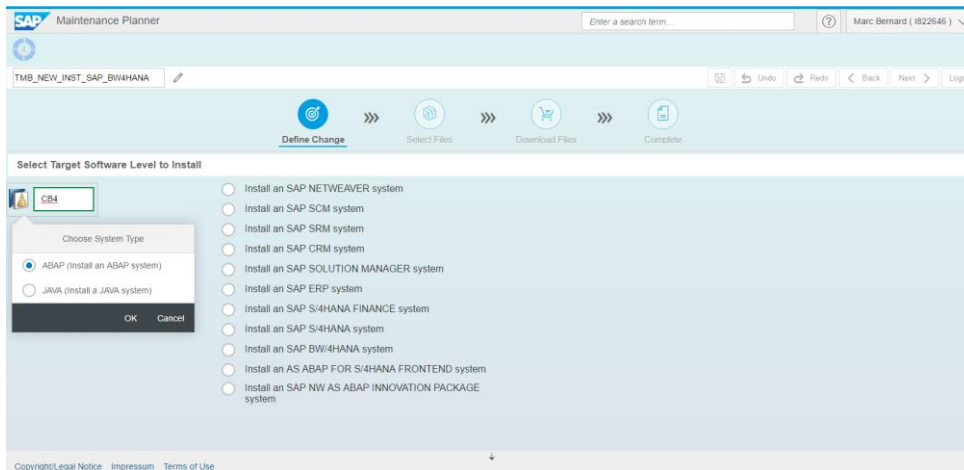 SAP Maintenance Planner
Enter a search term...
? Marc Bernard ( I822646 )
TMB_NEW_INST_SAP_BW4HANA
Undo Redo Back Next
Define Change Select Files Download Files Complete
Select Target Software Level to Install
CB4
Choose System Type
ABAP (Install an ABAP system)
JAVA (Install a JAVA system)
OK Cancel
Install an SAP NETWEAVER system
Install an SAP SCM system
Install an SAP SRM system
Install an SAP CRM system
Install an SAP SOLUTION MANAGER system
Install an SAP ERP system
Install an SAP S/4HANA FINANCE system
Install an SAP S/4HANA system
Install an SAP BW/4HANA system
Install an AS ABAP FOR S/4HANA FRONTEND system
Install an SAP NW AS ABAP INNOVATION PACKAGE
system
Copyright/Legal Notice Impressum Terms of Use